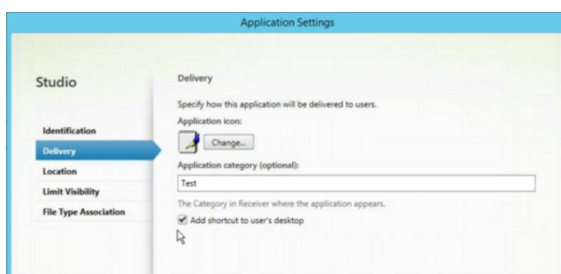 Application Settings
Studio
Identification
Delivery
Location
Limit Visibility
File Type Association
Delivery
Specify how this application will be delivered to users.
Application icon:
Change...
Application category (optional):
Test
The Category in Receiver where the application appears.
Add shortcut to user's desktop